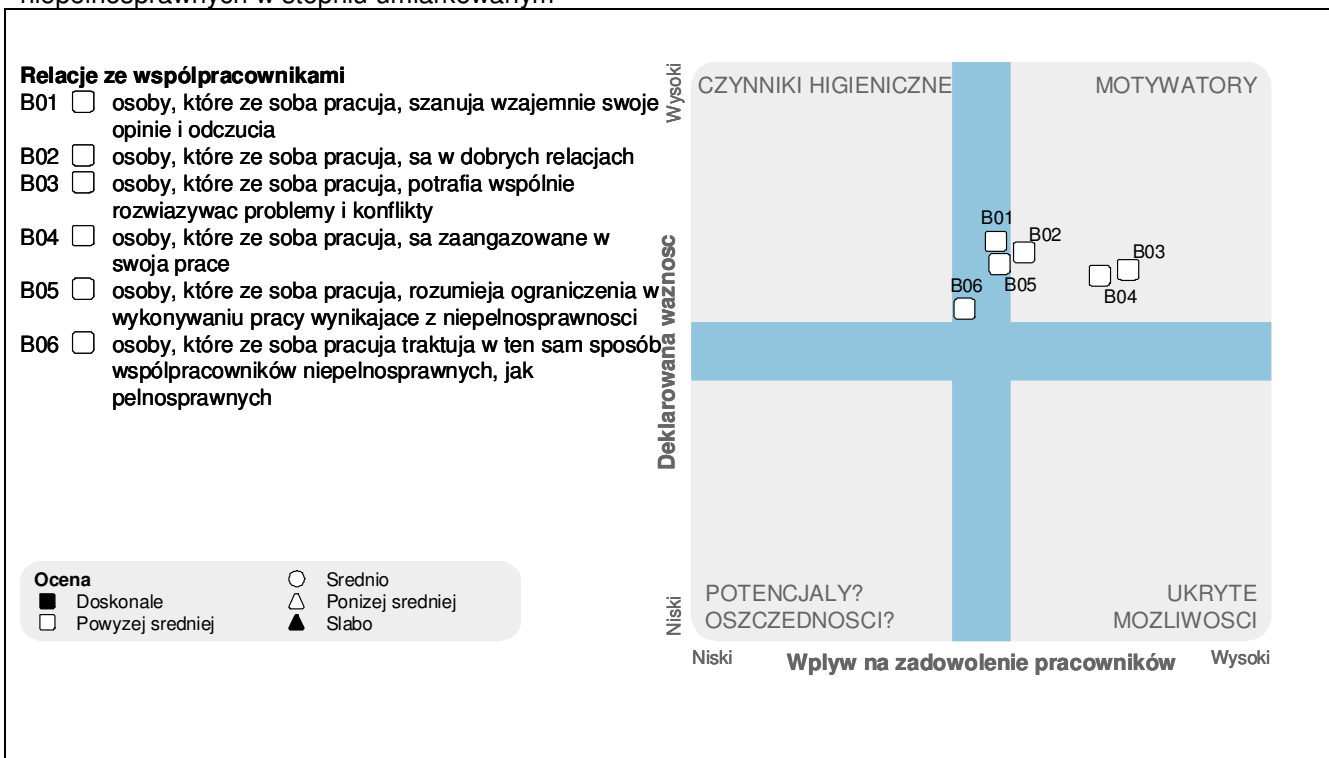 niepełnosprawnych w stopniu umiarkowanym
Relacje ze wspólpracownikami
B01 osoby, które ze soba pracuja, szanuja wzajemnie swoje
opinie i odczucia
B02 osoby, które ze soba pracuja, sa w dobrych relacjach
B03 osoby, które ze soba pracuja, potrafia wspólnie
rozwiazywac problemy i konflikty
B04 osoby, które ze soba pracuja, sa zaangazowane w
swoja prace
B05 osoby, które ze soba pracuja, rozumieja ograniczenia w
wykonywaniu pracy wynikajace z niepelnosprawnosci
B06 osoby, które ze soba pracuja traktuja w ten sam sposób
wspólpracowników niepelnosprawnych, jak
pelnosprawnych
Ocena
Doskonale
Powyzej sredniej
Srednio
Ponizej sredniej
Slabo
Wysoki
Deklarowana waznosc
Niski
CZYNNIKI HIGIENICZNE
MOTYWATORY
B01
B02
B03
B06
B05
B04
POTENCJALY?
OSZCZEDNOSCI?
UKRYTE
MOZLIWOSCI
Niski
Wplyw na zadowolenie pracowników
Wysoki